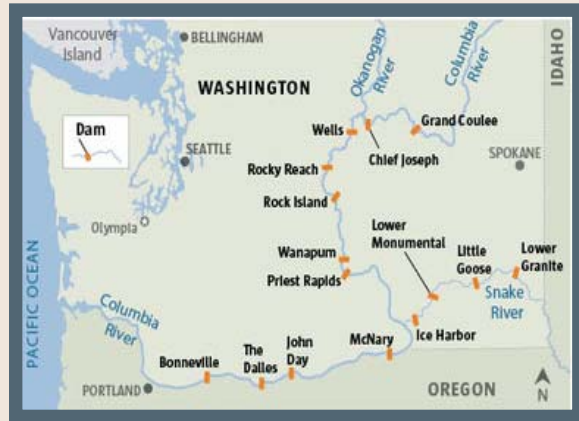 Vancouver
Island
BELLINGHAM
WASHINGTON
Okanogan
River
Columbia
River
IDAHO
Dam
Wells
Grand Coulee
Chief Joseph
SEATTLE
Rocky Reach
SPOKANE
Rock Island
Olympia
Lower
Monumental
Little
Goose
Lower
Granite
Wanapum
Priest Rapids
Snake
River
PACIFIC OCEAN
Columbia
River
Ice Harbor
Bonneville
The
Dalles
John
Day
McNary
PORTLAND
OREGON
N